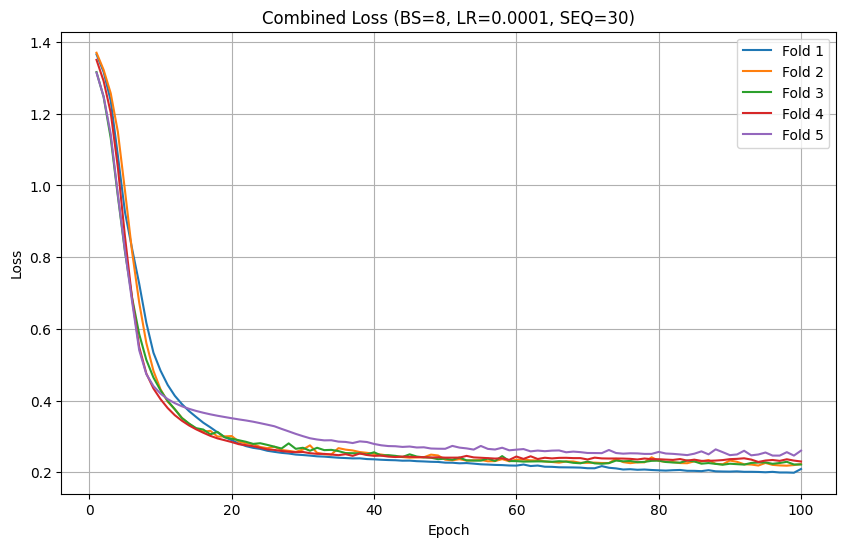 Combined Loss (BS=8, LR=0.0001, SEQ=30)
Fold 1
Fold 2
Fold 3
Fold 4
Fold 5
Loss
1.4
1.2
1.0
0.8
0.6
0.4
0.2
0 20 40 60 80 100
Epoch